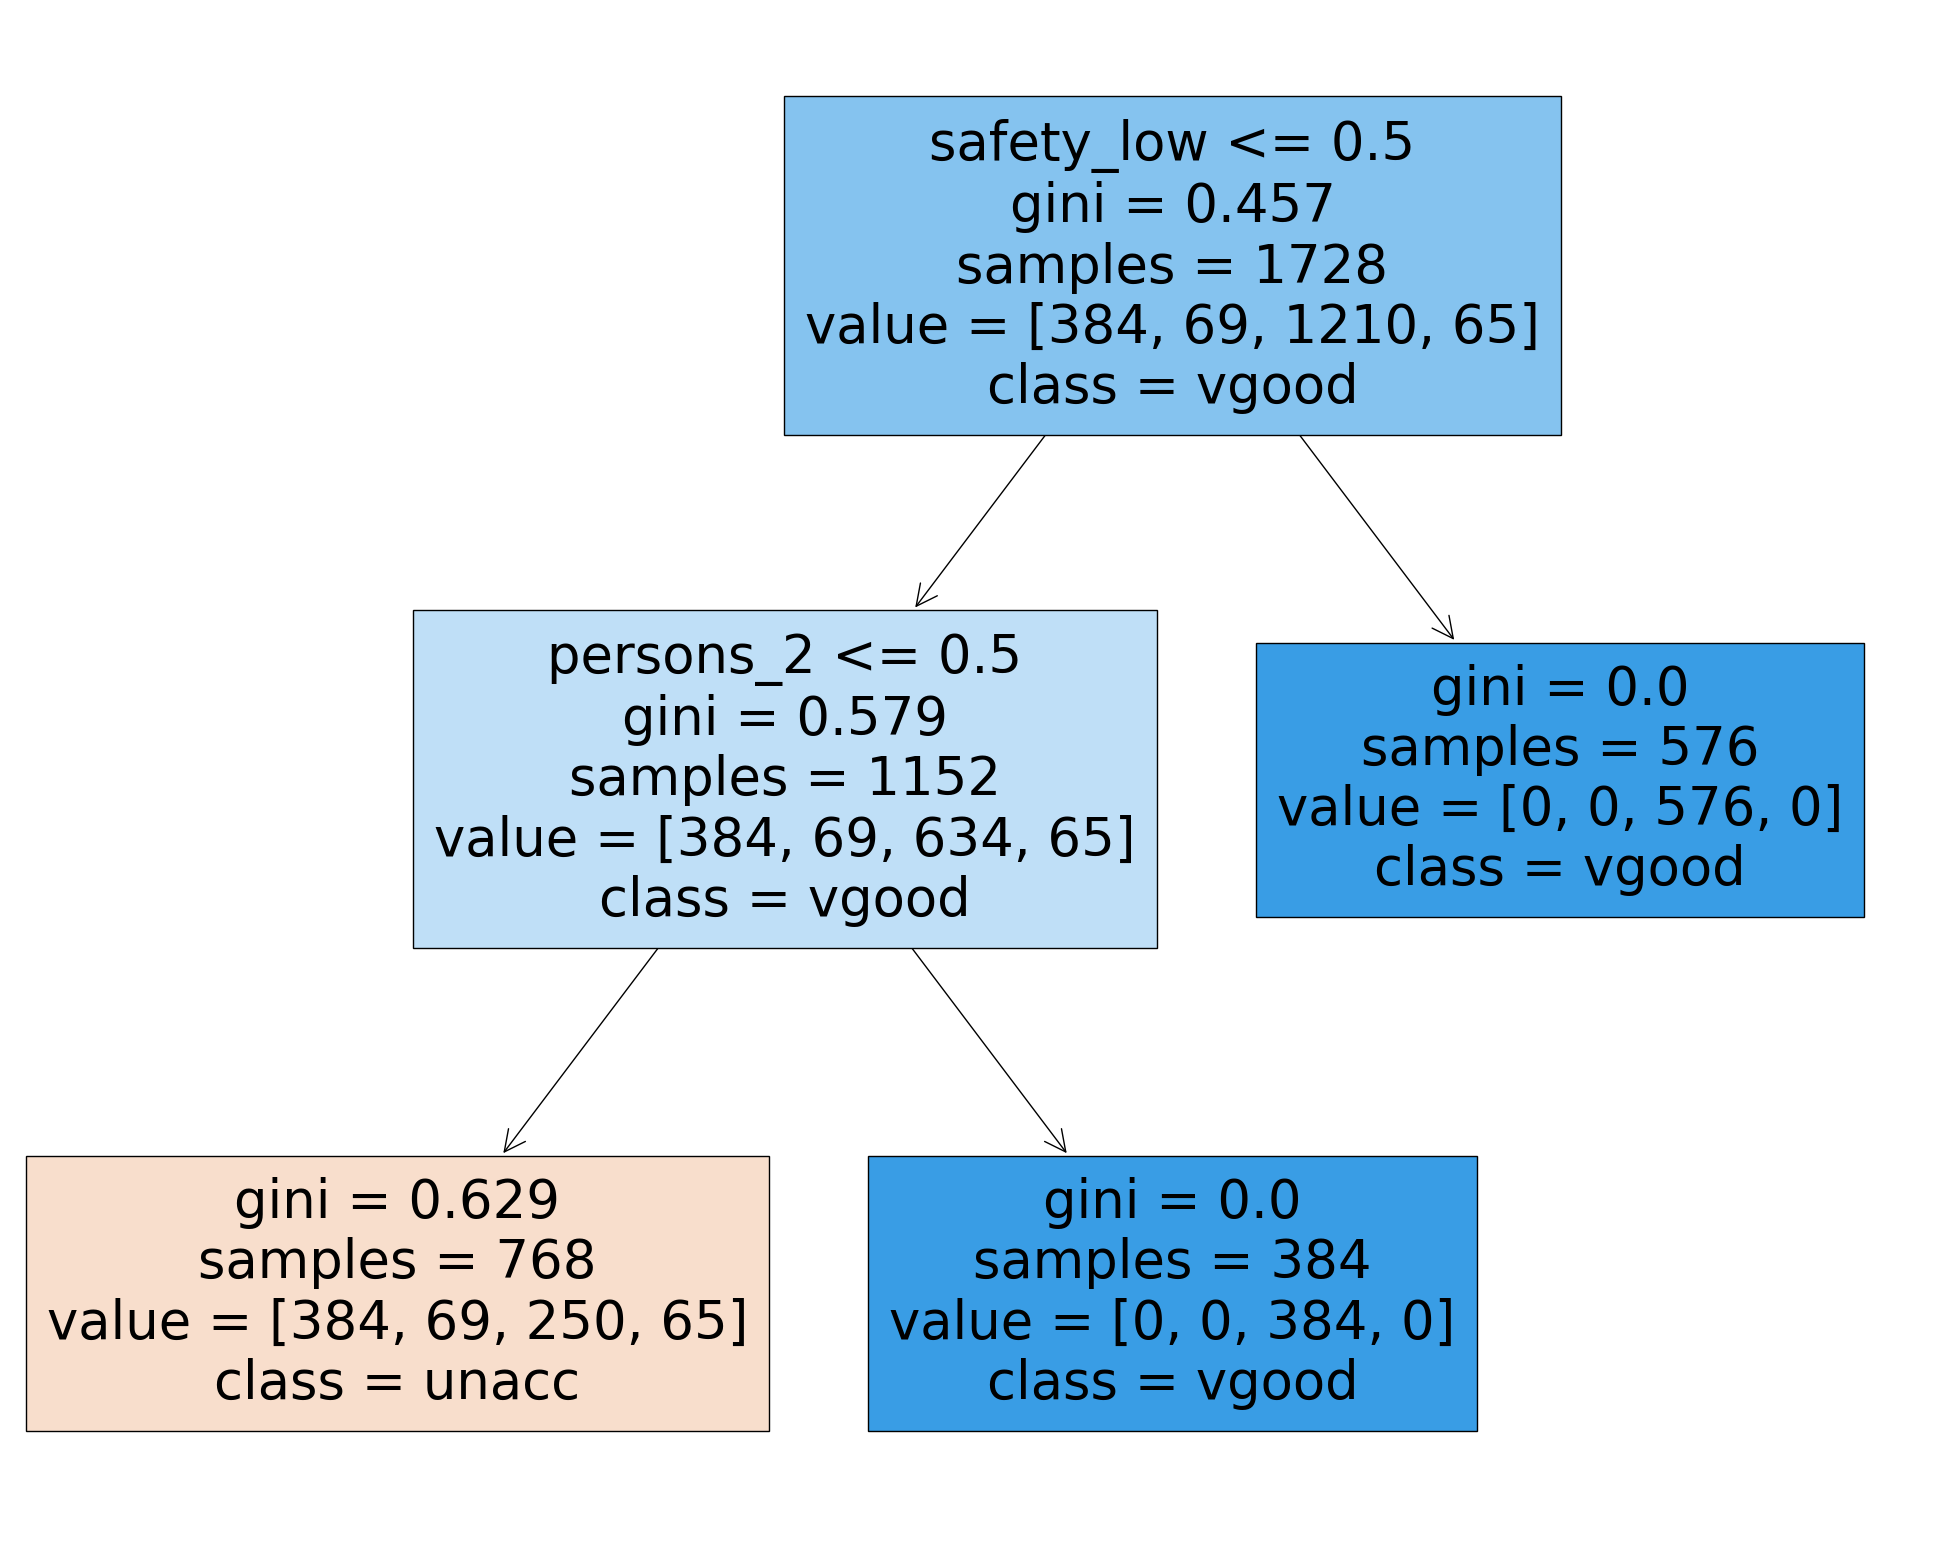 safety_low <= 0.5
gini = 0.457
samples = 1728
value = [384, 69, 1210, 65]
class = vgood
persons_2 <= 0.5
gini = 0.579
samples = 1152
value = [384, 69, 634, 65]
class = vgood
gini = 0.0
samples = 576
value = [0, 0, 576, 0]
class = vgood
gini = 0.629
samples = 768
value = [384, 69, 250, 65]
class = unacc
gini = 0.0
samples = 384
value = [0, 0, 384, 0]
class = vgood